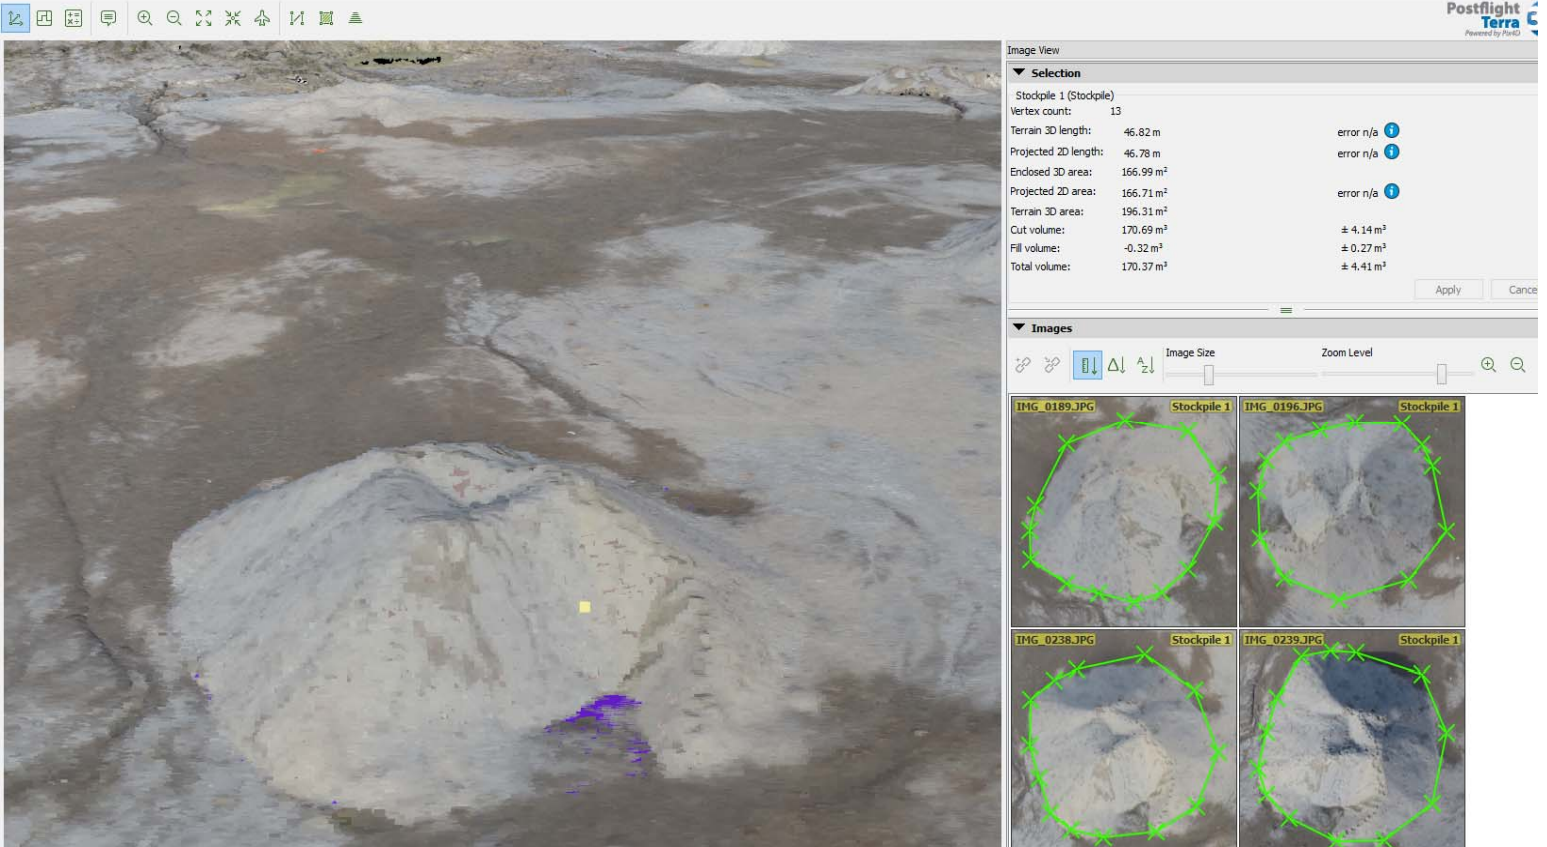 Postflight
Terra
Powered by Pix4D
Image View
Selection
Stockpile 1 (Stockpile)
Vertex count: 13
Terrain 3D length: 46.82 m error n/a
Projected 2D length: 46.78 m error n/a
Enclosed 3D area: 166.99 m²
Projected 2D area: 166.71 m² error n/a
Terrain 3D area: 196.31 m²
Cut volume: 170.69 m³ ± 4.14 m³
Fill volume: -0.32 m³ ± 0.27 m³
Total volume: 170.37 m³ ± 4.41 m³
Apply Cance
Images
Image Size Zoom Level
IMG_0189.JPG Stockpile 1 IMG_0196.JPG Stockpile 1
IMG_0238.JPG Stockpile 1 IMG_0239.JPG Stockpile 1